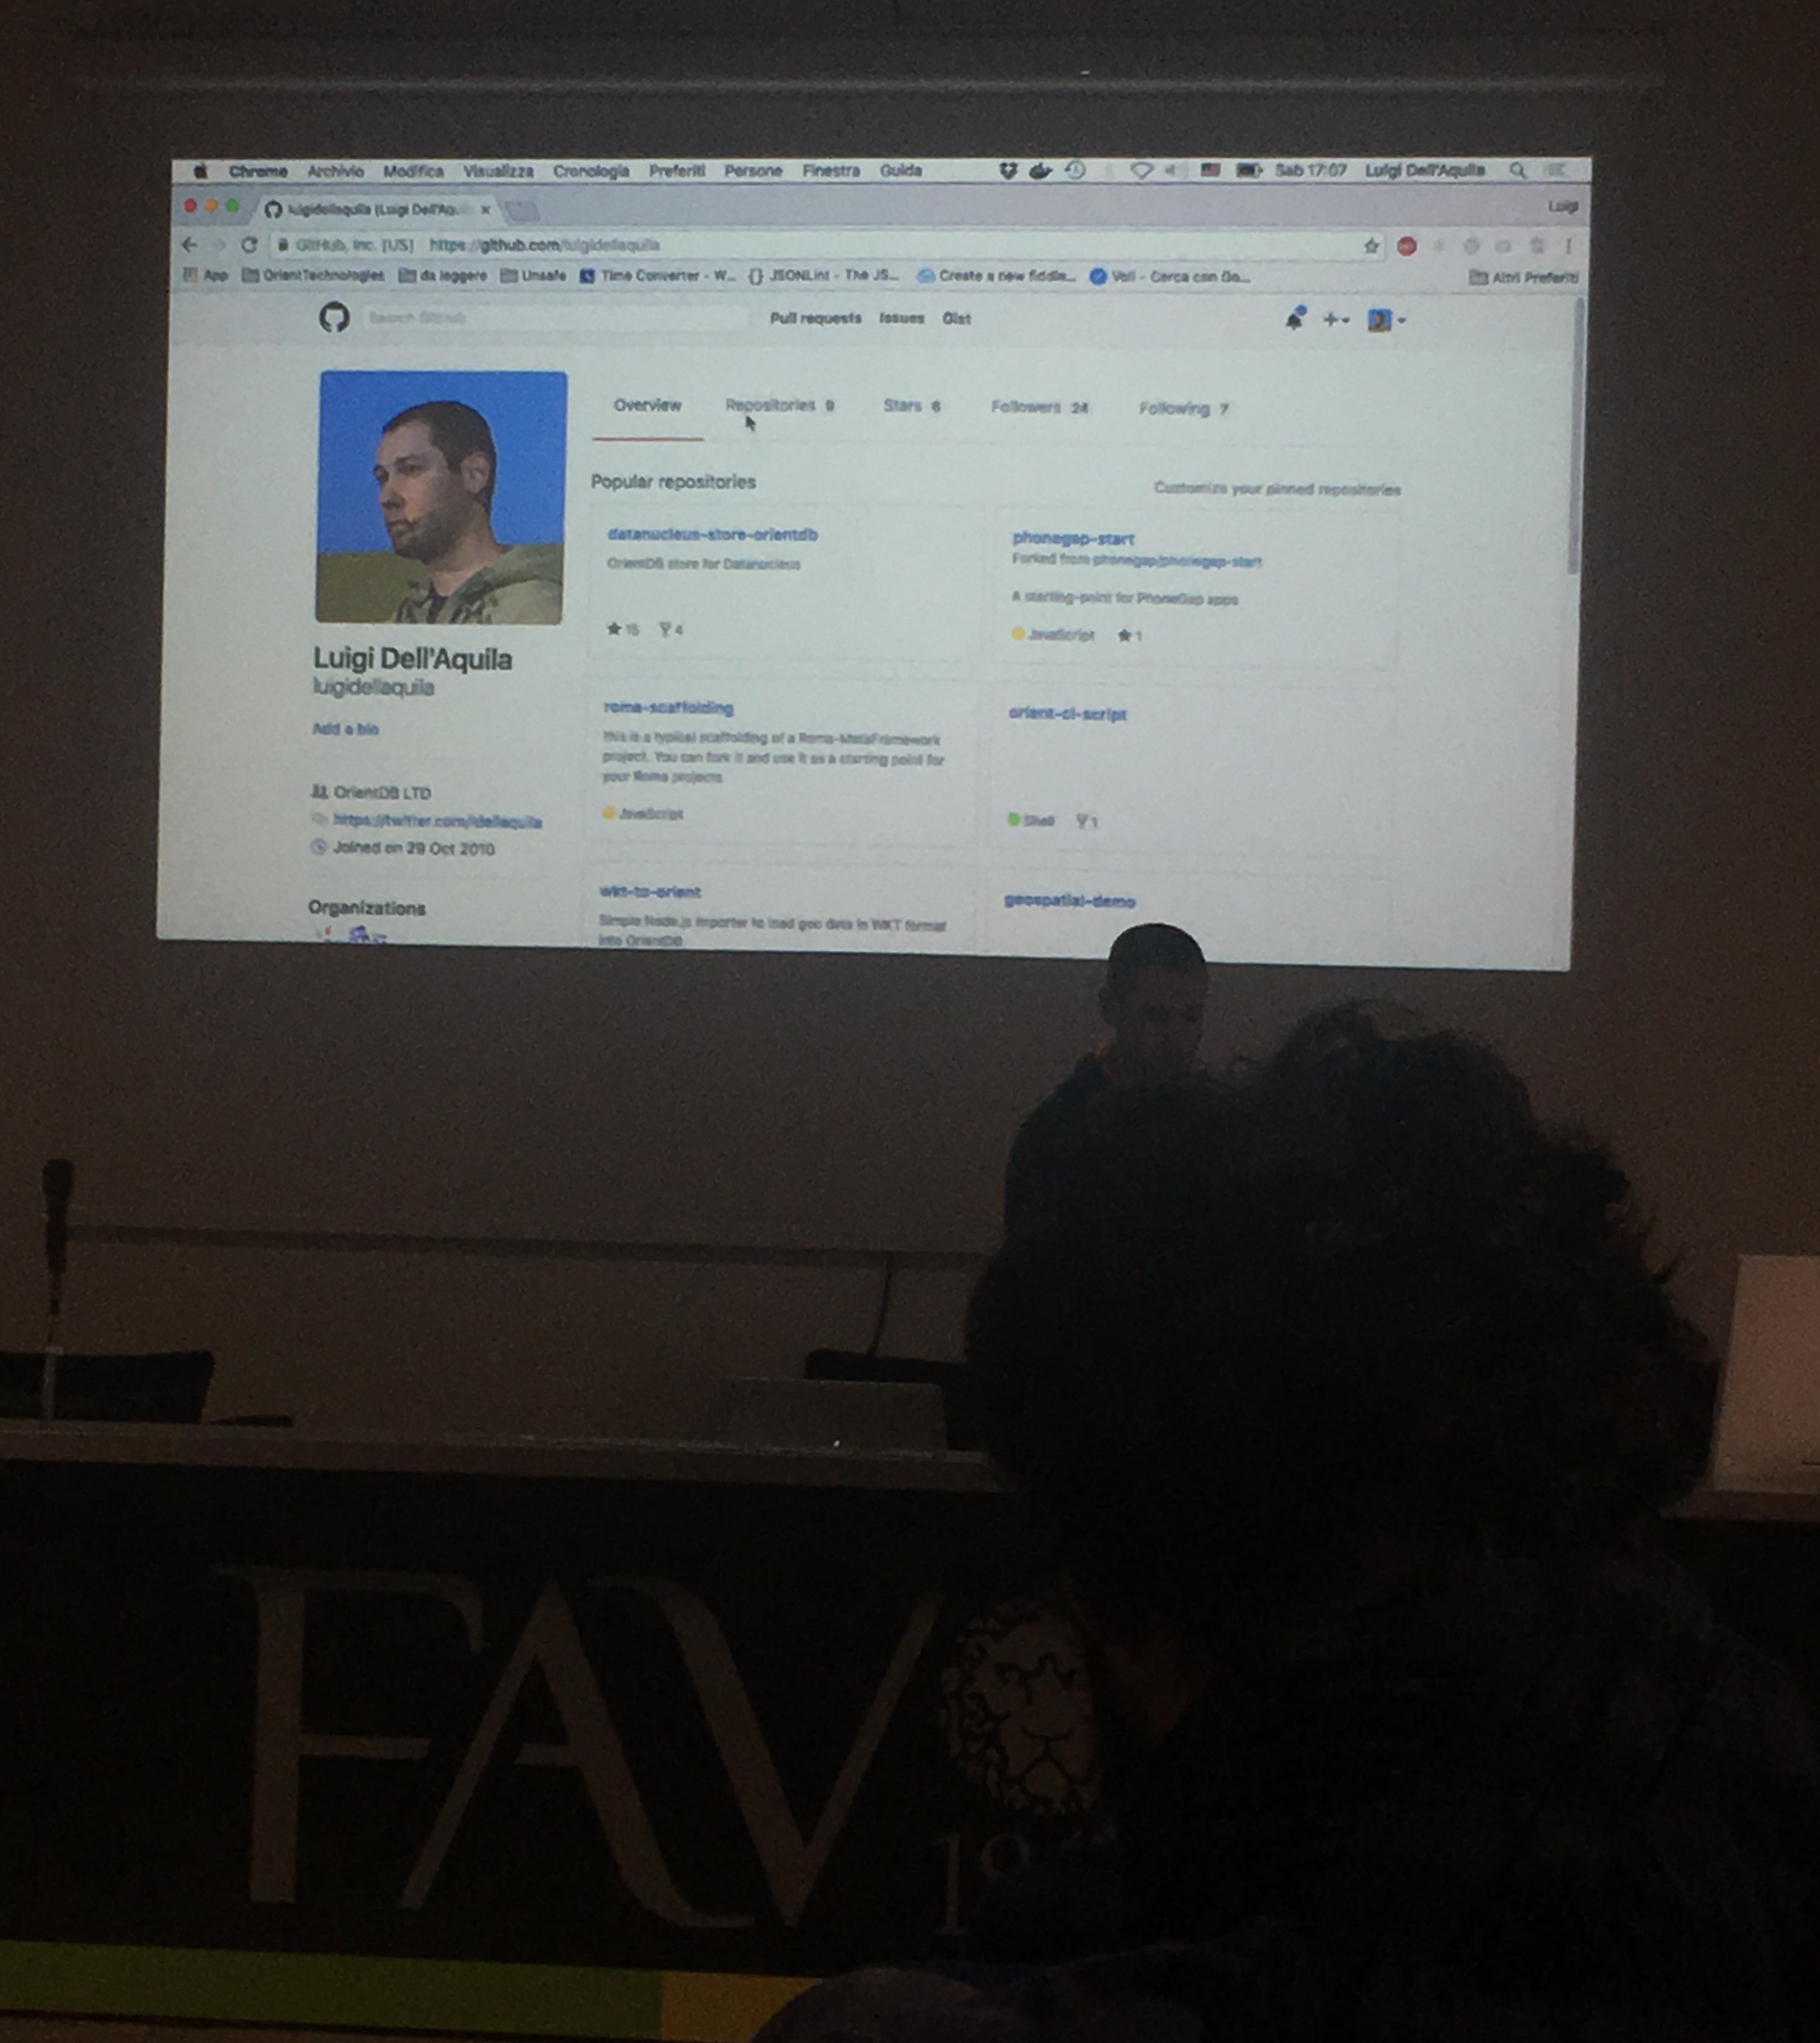 Chrome Archivio Modifica Visualizza Cronologia Preferiti Persone Finestra Guida Sab 17:07 Luigi Dell'Aquila
luigidellaquila (Luigi Dell'Aqu Luigi
GitHub, Inc. [US] https://github.com/luigidellaquila
App OrientTechnologies da leggere Unsafe Time Converter - W... {} JSONLint - The JS... Create a new fiddle... Voli - Cerca con Go... Altri Preferiti
Search GitHub Pull requests Issues Gist
Overview Repositories 9 Stars 6 Followers 24 Following 7
Popular repositories Customize your pinned repositories
datanucleus-store-orientdb
OrientDB store for Datanucleus
15 4
phonegap-start
Forked from phonegap/phonegap-start
A starting-point for PhoneGap apps
JavaScript 1
Luigi Dell'Aquila
luigidellaquila
Add a bio
OrientDB LTD
https://twitter.com/ldellaquila
Joined on 29 Oct 2010
Organizations
roma-scaffolding
this is a typical scaffolding of a Roma-MetaFramework
project. You can fork it and use it as a starting point for
your Roma projects
JavaScript
orient-ci-script
Shell 1
wkt-to-orient
Simple Node.js importer to load geo data in WKT format
into OrientDB
geospatial-demo
FAV